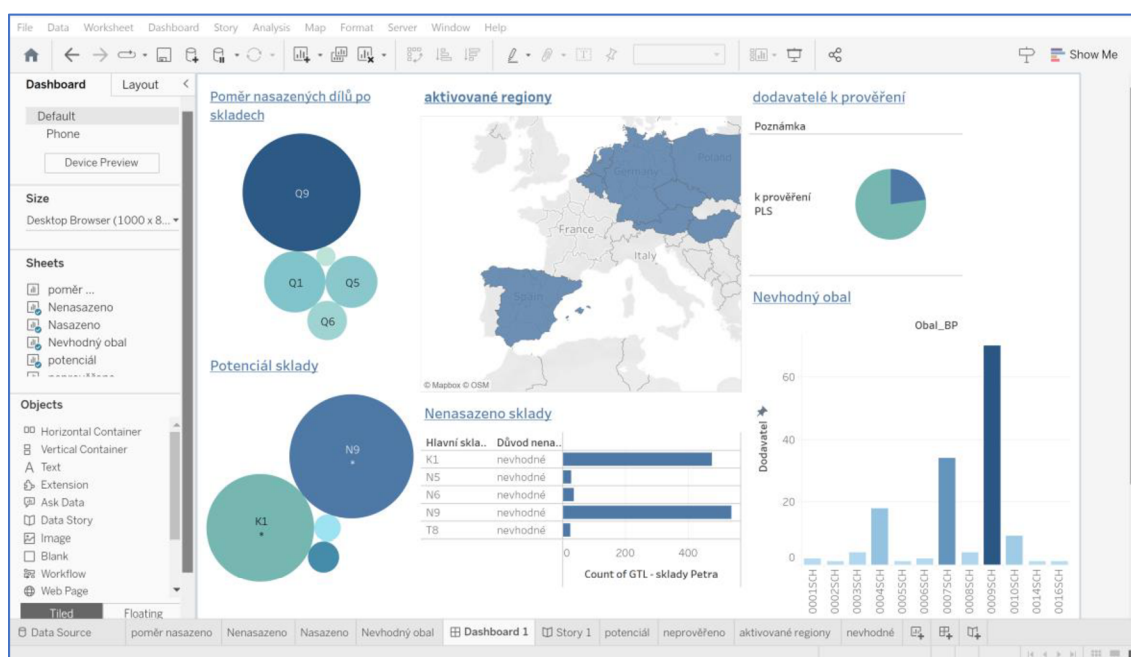 File Data Worksheet Dashboard Story Analysis Map Format Server Window Help
Show Me
Dashboard Layout
Default
Phone
Device Preview
Size
Desktop Browser (1000 x 8...
Sheets
poměr ...
Nenasazeno
Nasazeno
Nevhodný obal
potenciál
Objects
Horizontal Container
Vertical Container
Text
Extension
Ask Data
Data Story
Image
Blank
Workflow
Web Page
Tiled Floating
Poměr nasazených dílů po
skladech
Q9
Q1
Q5
Q6
Potenciál sklady
N9
*
K1
*
aktivované regiony
Poland
Germany
France
Italy
Spain
© Mapbox © OSM
Nenasazeno sklady
Hlavní skla.. Důvod nena..
K1 nevhodné
N5 nevhodné
N6 nevhodné
N9 nevhodné
T8 nevhodné
0 200 400
Count of GTL - sklady Petra
dodavatelé k prověření
Poznámka
k prověření
PLS
Nevhodný obal
Obal_BP
Dodavatel
60
40
20
0
0001SCH
0002SCH
0003SCH
0004SCH
0005SCH
0006SCH
0007SCH
0008SCH
0009SCH
0010SCH
0014SCH
0016SCH
Data Source poměr nasazeno Nenasazeno Nasazeno Nevhodný obal Dashboard 1 Story 1 potenciál neprověřeno aktivované regiony nevhodné